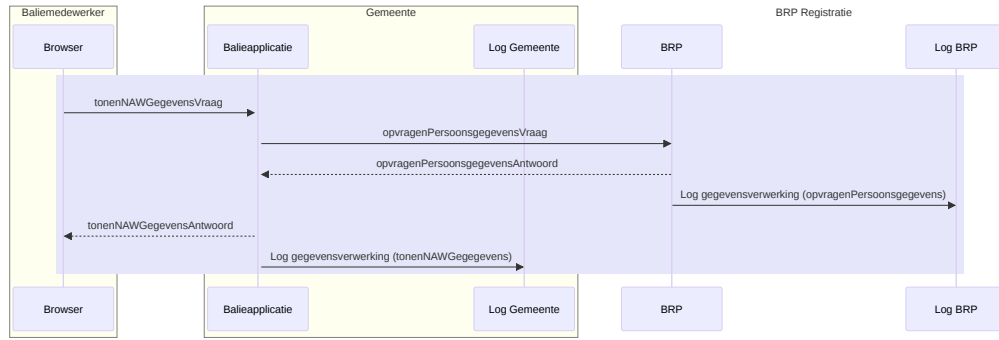 Baliemedewerker
Gemeente
BRP Registratie
Browser
Balieapplicatie
Log Gemeente
BRP
Log BRP
tonenNAWGegevensVraag
opvragenPersoonsgegevensVraag
opvragenPersoonsgegevensAntwoord
Log gegevensverwerking (opvragenPersoonsgegevens)
tonenNAWGegevensAntwoord
Log gegevensverwerking (tonenNAWGegegevens)
Browser
Balieapplicatie
Log Gemeente
BRP
Log BRP